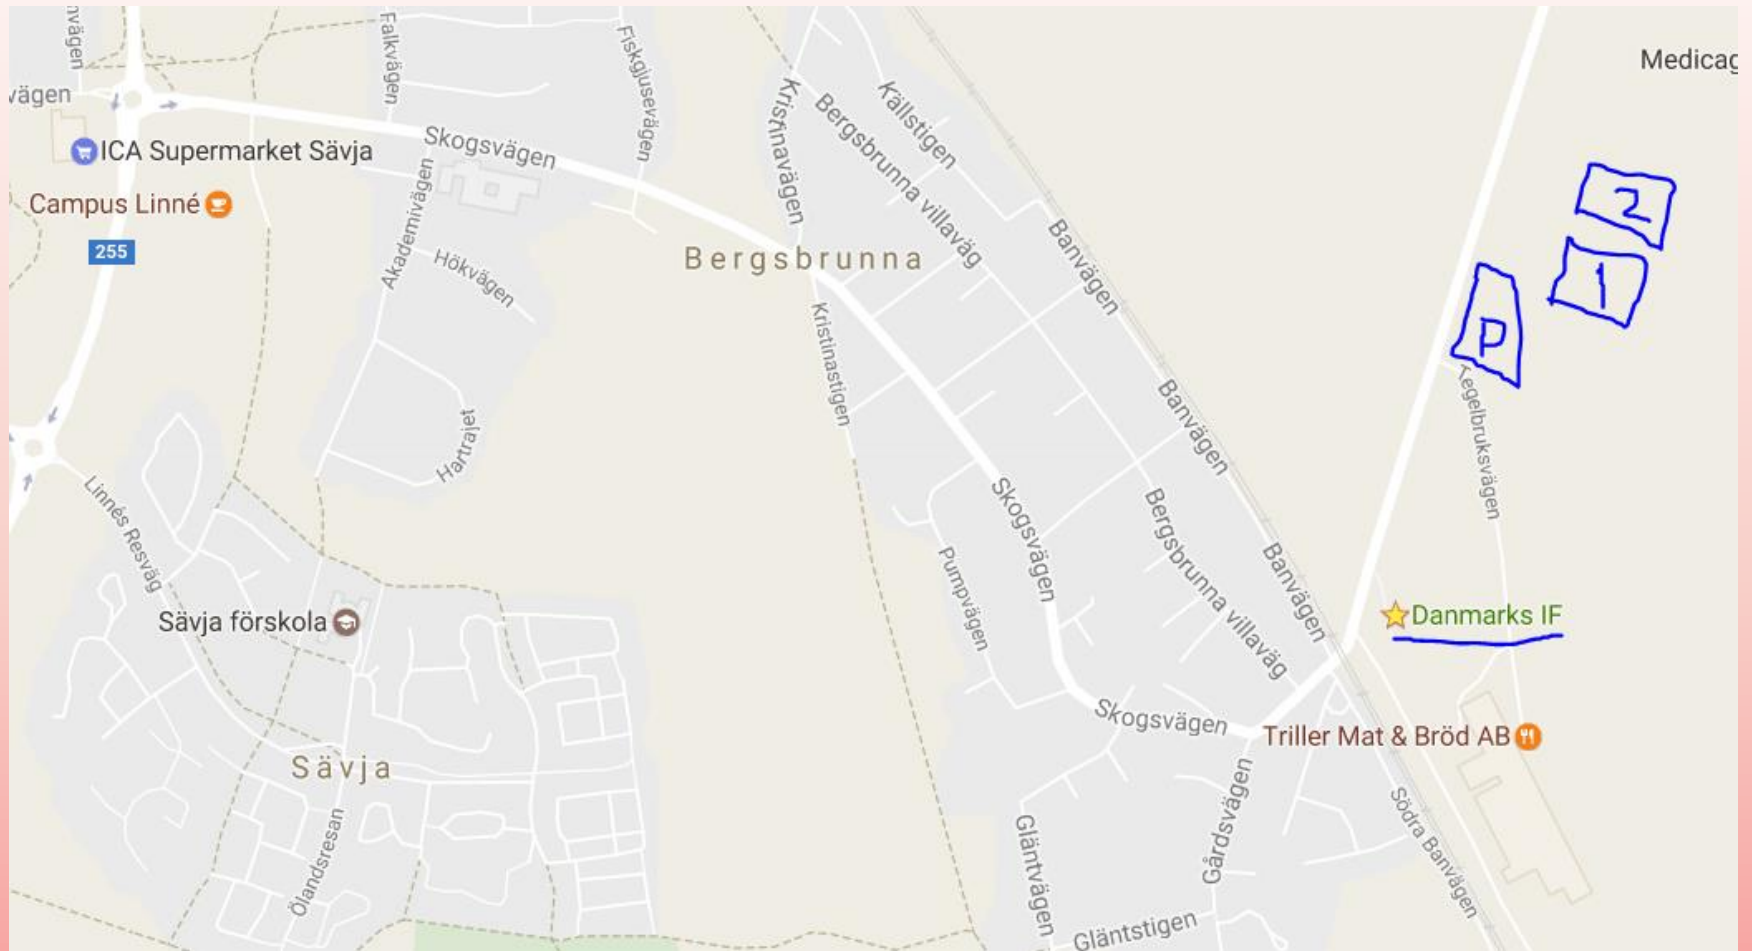 nvägen
Falkvägen
Fiskgjusevägen
Medicag
vägen
Kristinavägen
Källstigen
Bergsbrunna villaväg
Skogsvägen
ICA Supermarket Sävja
Campus Linné
255
Akademivägen
Hökvägen
Bergsbrunna
Banvägen
2
1
P
Kristinastigen
Hartrajet
Banvägen
Kegelbruksvägen
Linnés Resväg
Skogsvägen
Bergsbrunna villaväg
Banvägen
Pumpvägen
Sävja förskola
Danmarks IF
Skogsvägen
Triller Mat & Bröd AB
Sävja
Ölandsresan
Gårdsvägen
Södra Banvägen
Gläntvägen
Gläntstigen